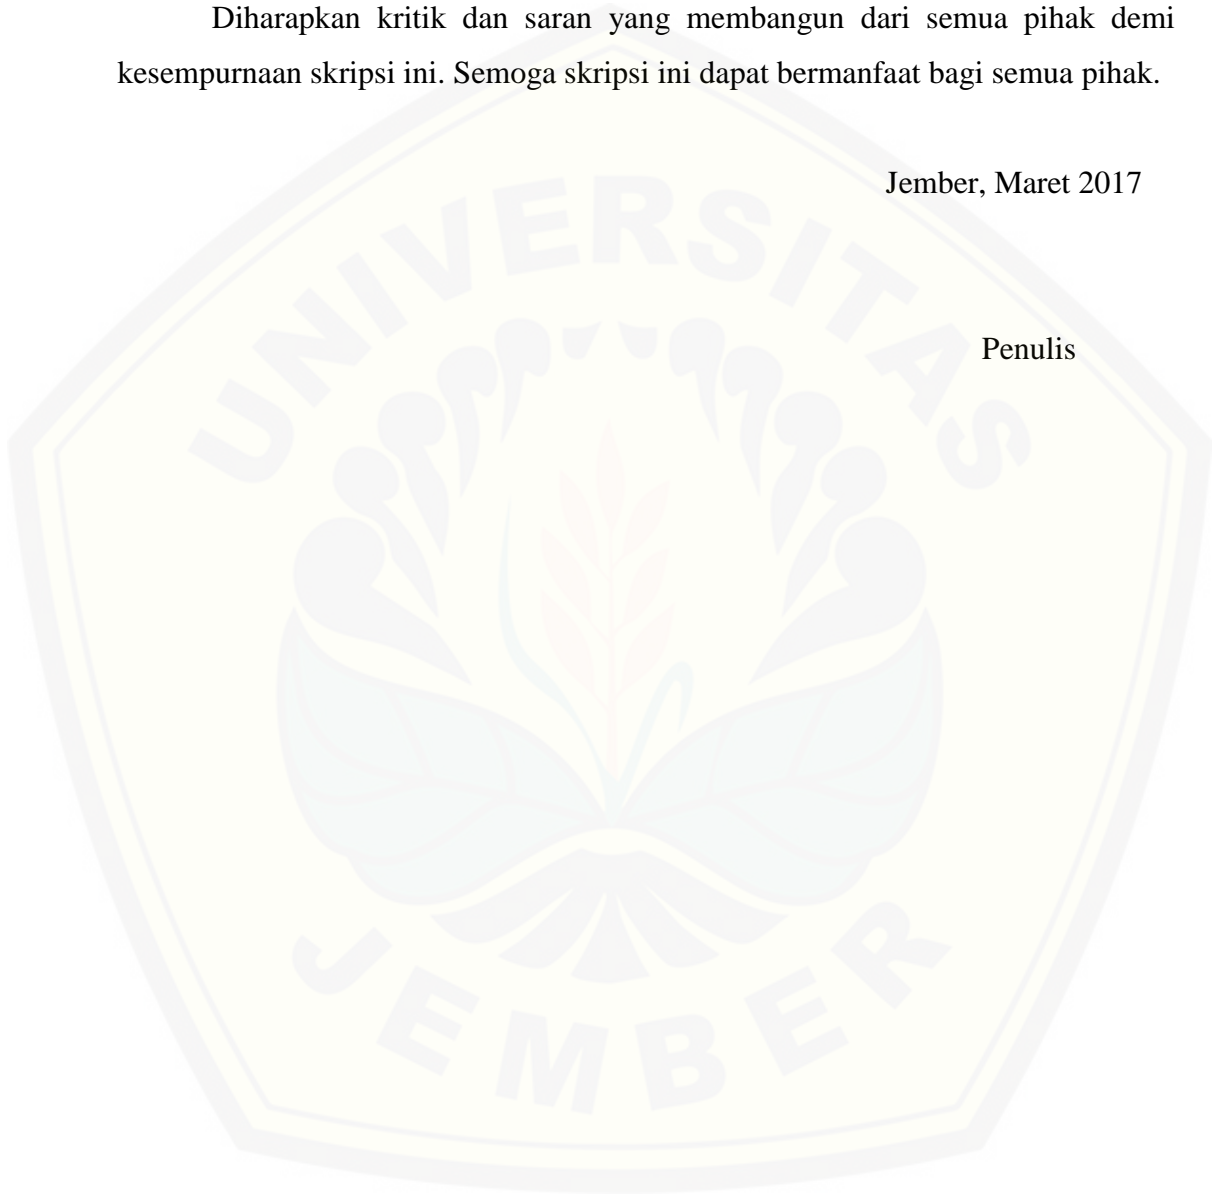 Diharapkan kritik dan saran yang membangun dari semua pihak demi
kesempurnaan skripsi ini. Semoga skripsi ini dapat bermanfaat bagi semua pihak.
Jember, Maret 2017
Penulis
UNIVERSITAS
JEMBER